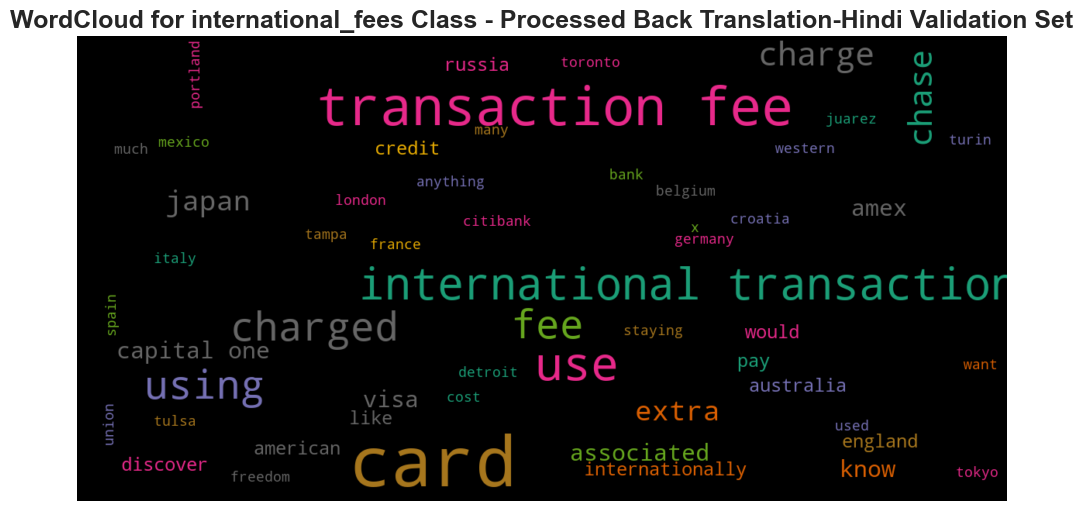 WordCloud for international_fees Class - Processed Back Translation-Hindi Validation Set
portland
russia
toronto
charge
chase
transaction fee
many
juarez
much
mexico
credit
western
turin
anything
bank
belgium
japan
london
citibank
x
croatia
amex
tampa
france
germany
italy
international transaction
spain
charged
fee
staying
would
capital one
use
pay
want
using
detroit
australia
visa
cost
extra
union
tulsa
like
used
american
card
associated
england
discover
freedom
internationally
know
tokyo